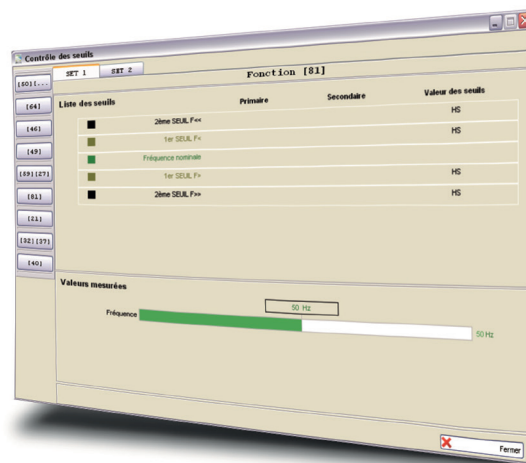 Contrôle des seuils
SET 1 SET 2
Fonction [81]
[50][...
[64]
[46]
[49]
[59][27]
[81]
[21]
[32][37]
[40]
Liste des seuils Primaire Secondaire Valeur des seuils
2ème SEUIL F<< HS
1er SEUIL F< HS
Fréquence nominale
1er SEUIL F> HS
2ème SEUIL F>> HS
Valeurs mesurées
50 Hz
Fréquence 50 Hz
Fermer